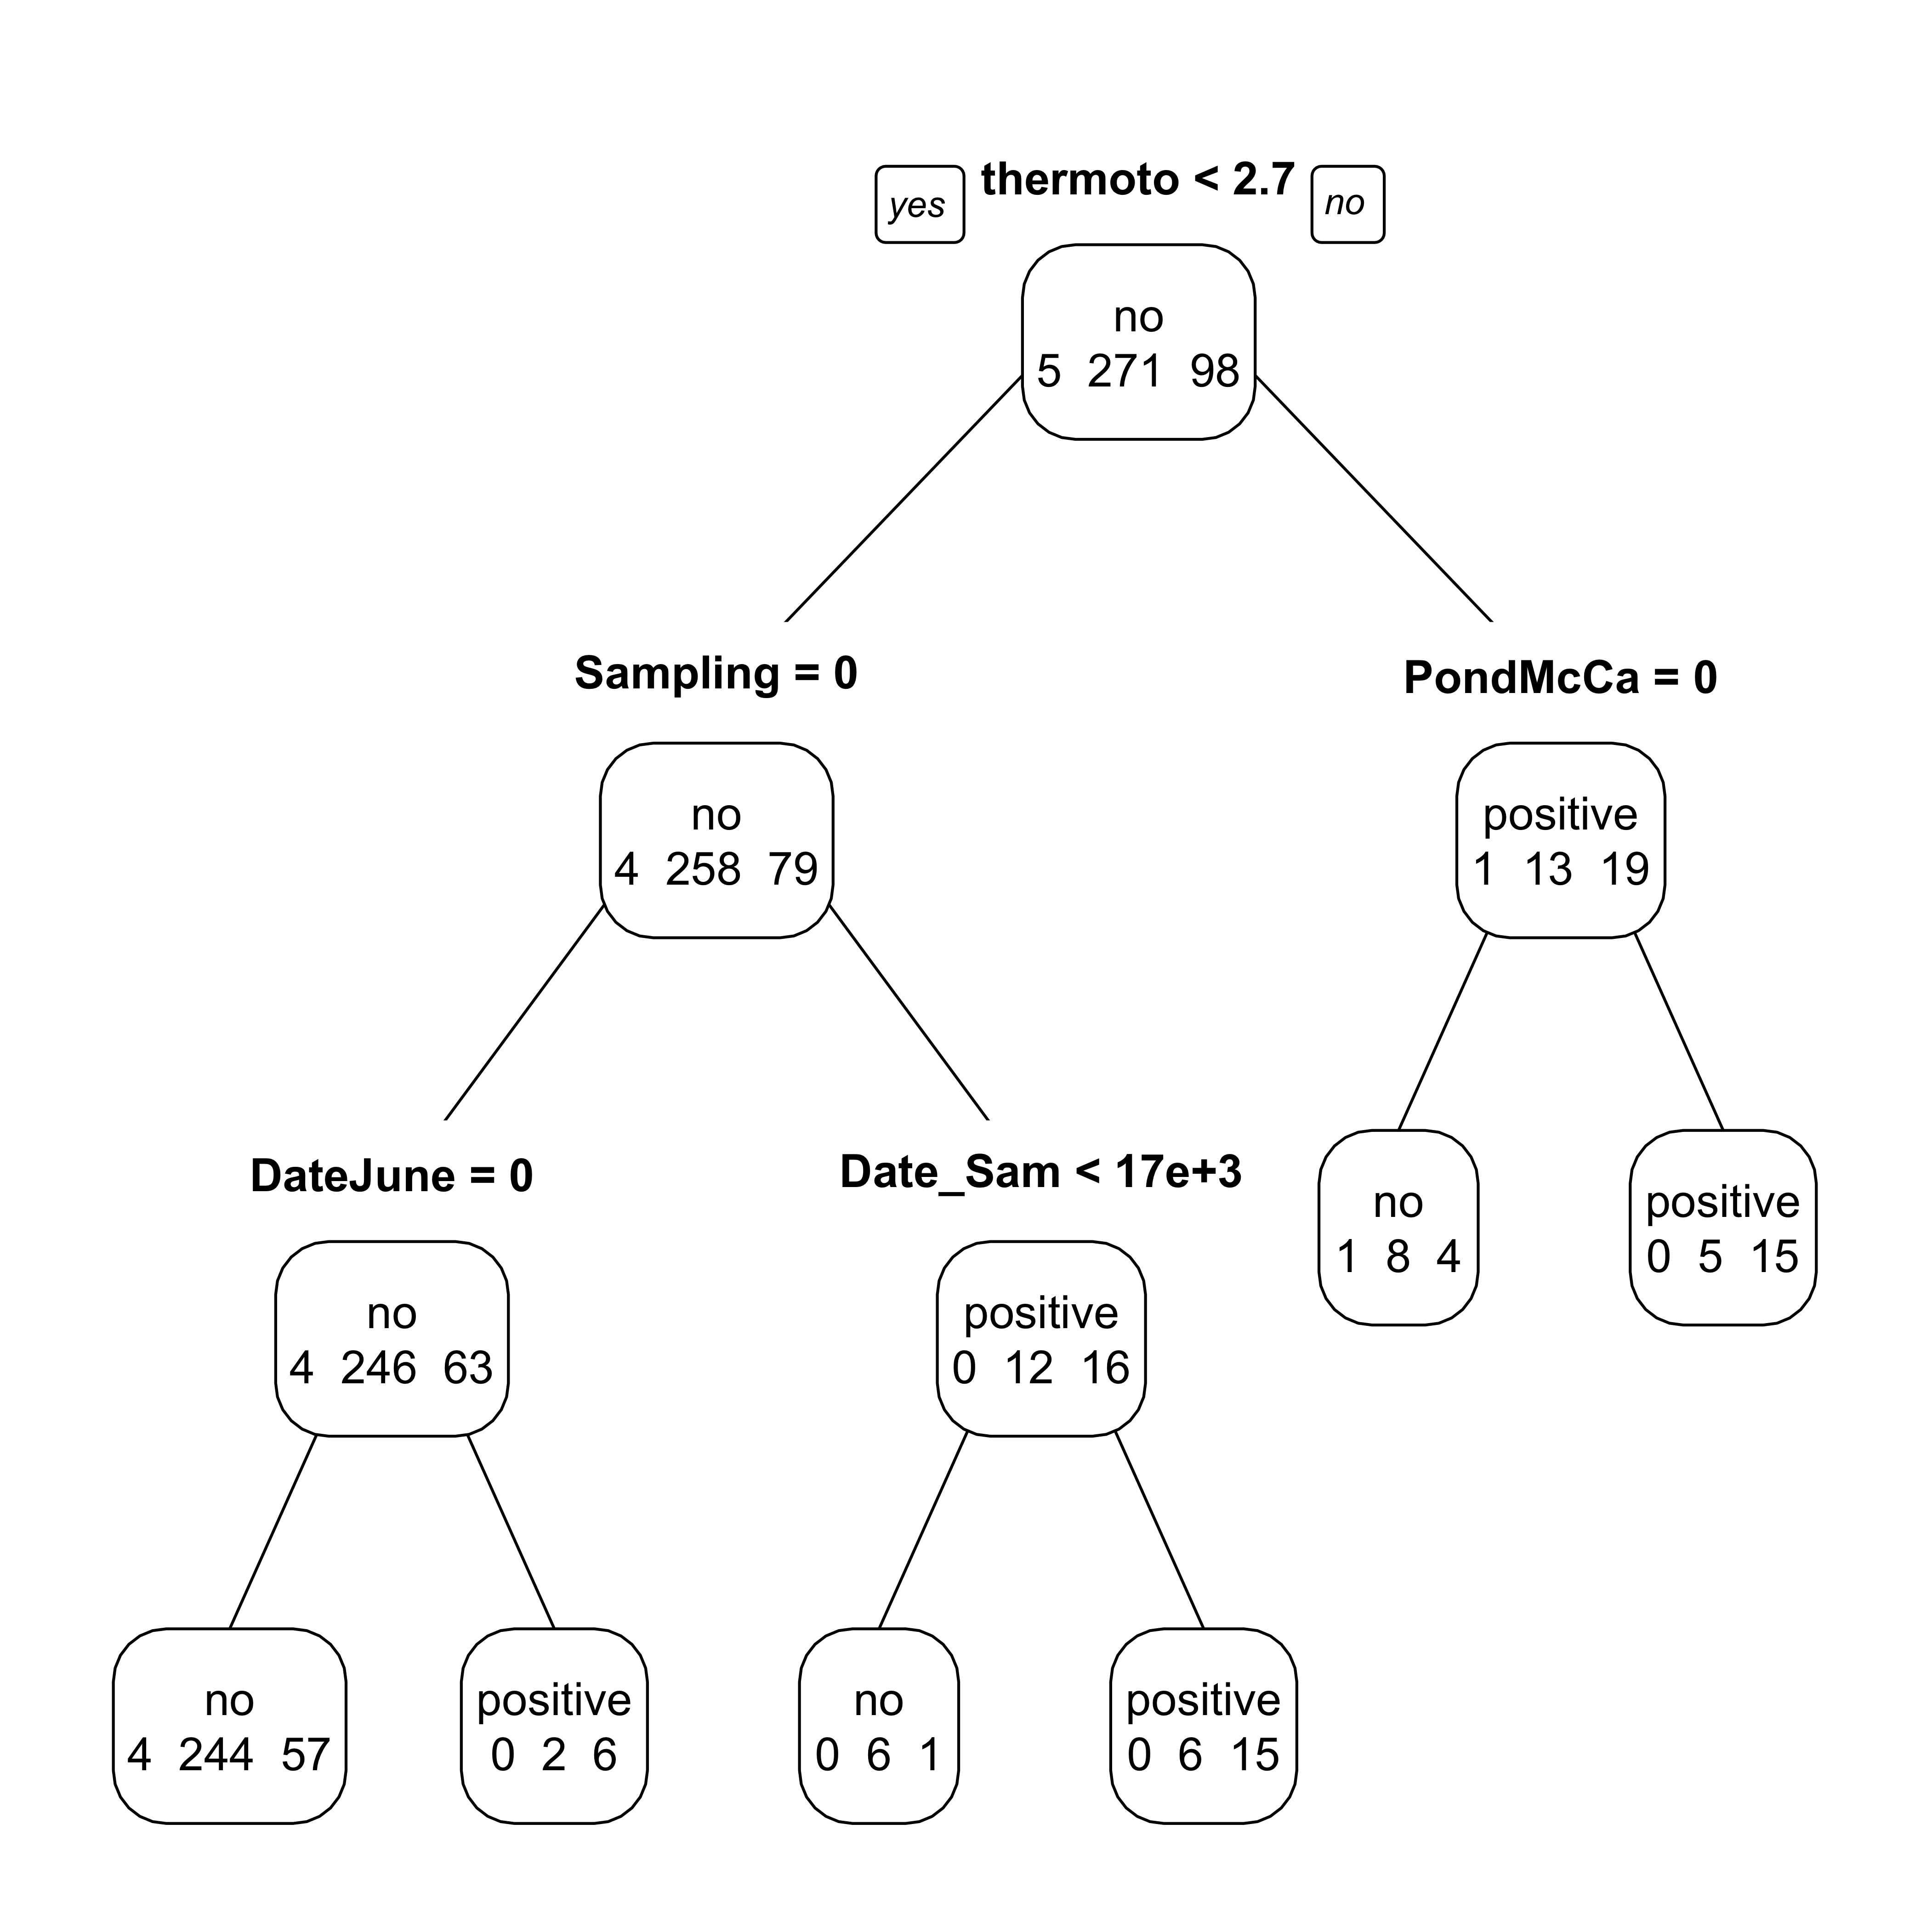 thermoto < 2.7
yes
no
no
5 271 98
Sampling = 0
PondMcCa = 0
no
4 258 79
positive
1 13 19
DateJune = 0
Date_Sam < 17e+3
no
4 246 63
positive
0 12 16
no
1 8 4
positive
0 5 15
no
4 244 57
positive
0 2 6
no
0 6 1
positive
0 6 15